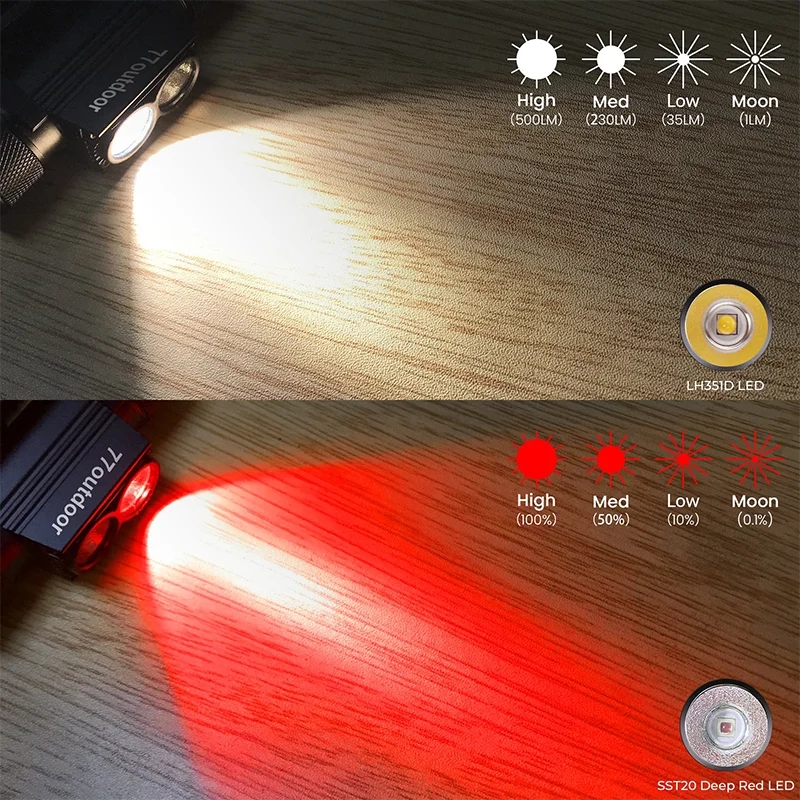 77outdoor
High
(500LM)
Med
(230LM)
Low
(35LM)
Moon
(1LM)
LH351D LED
77outdoor
High
(100%)
Med
(50%)
Low
(10%)
Moon
(0.1%)
SST20 Deep Red LED